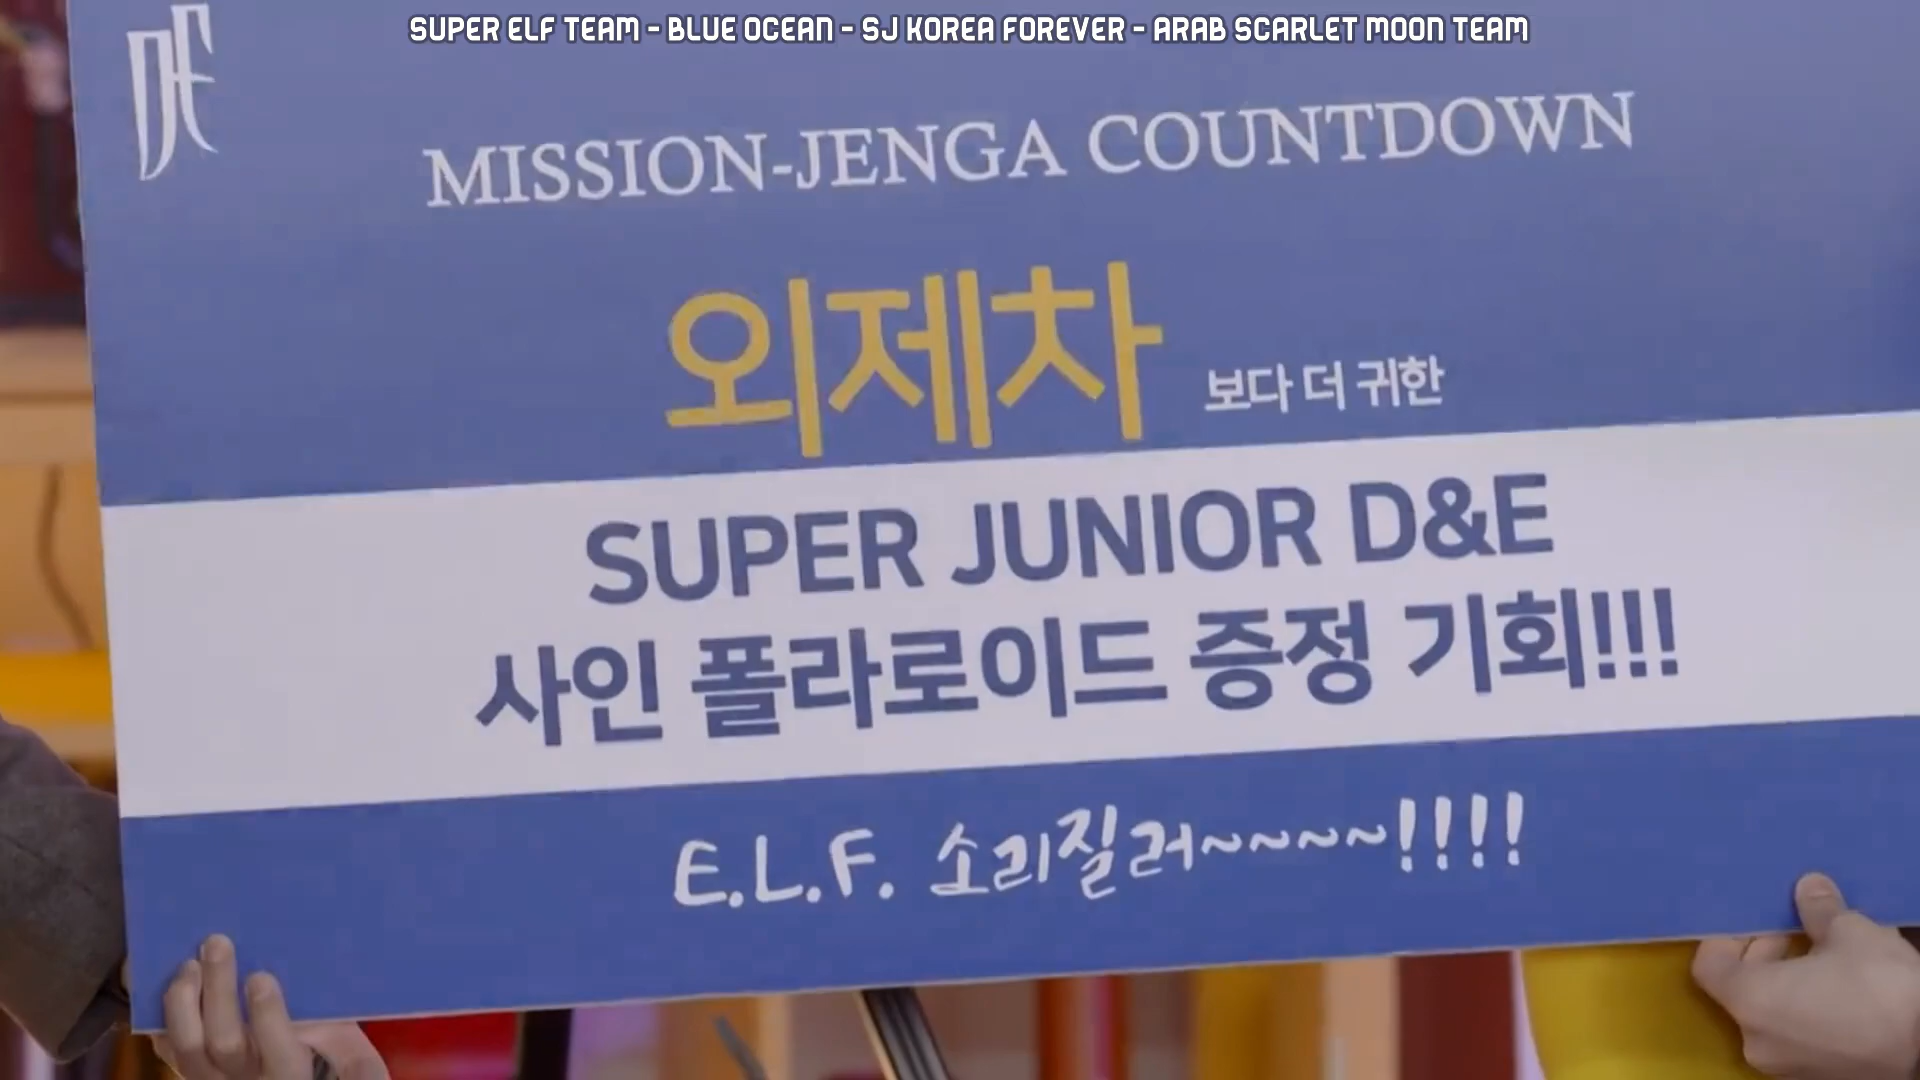 SUPER ELF TEAM - BLUE OCEAN - SJ KOREA FOREVER - ARAB SCARLET MOON TEAM
MISSION-JENGA COUNTDOWN
외제차 보다 더 귀한
SUPER JUNIOR D&E
사인 폴라로이드 증정 기회!!!
E.L.F. 소리질러~~~~~!!!!